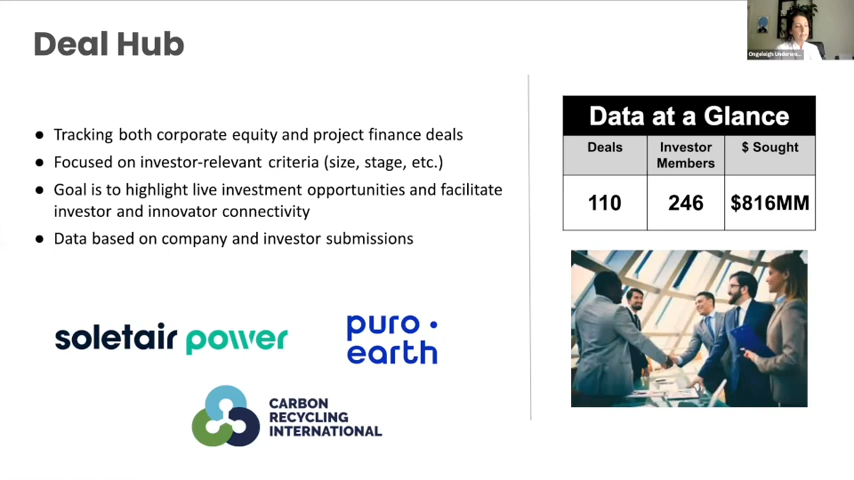 Deal Hub
● Tracking both corporate equity and project finance deals
● Focused on investor-relevant criteria (size, stage, etc.)
● Goal is to highlight live investment opportunities and facilitate
investor and innovator connectivity
● Data based on company and investor submissions
soletair power
puro·
earth
CARBON
RECYCLING
INTERNATIONAL
Data at a Glance
Deals
Investor
Members
$ Sought
110
246
$816MM